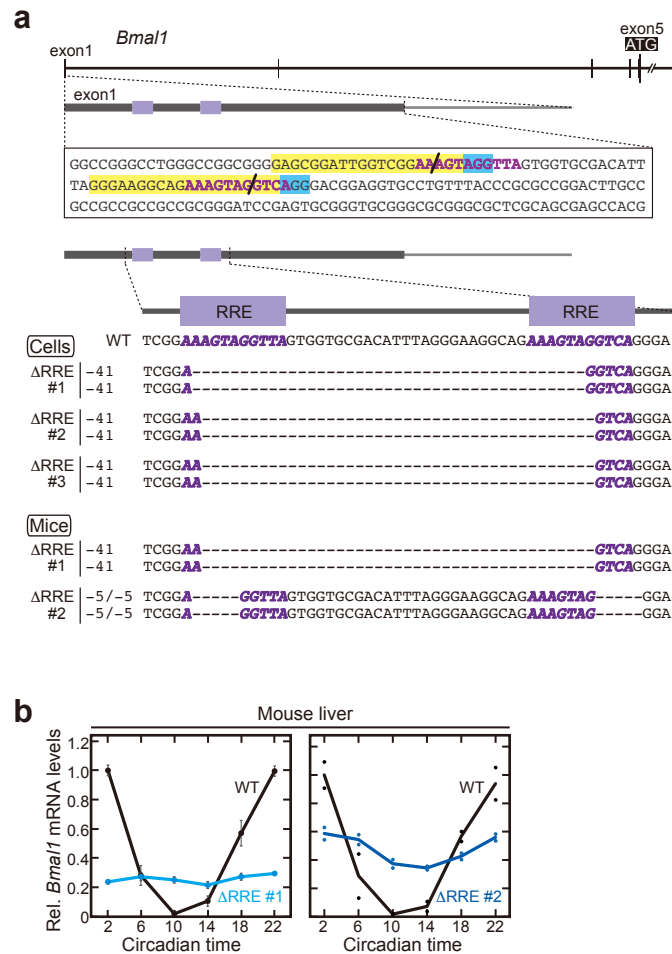 a
Bmal1
exon1
exon5
ATG
exon1
GGCCGGGCCTGGGCCGGCGGGGAGCGGATTGGTCGGAAAGTAGGTTAGTGGTGCGACATT
TAGGGAAGGCAGAAAGTAGGTCAGGGACGGAGGTGCCTGTTTACCCGCGCCGGACTTGCC
GCCGCCGCCGCCGCGGGATCCGAGTGCGGGTGCGGGCGCGGGCGCTCGCAGCGAGCCACG
RRE RRE
WT TCGGAAAGTAGGTTAGTGGTGCGACATTTAGGGAAGGCAGAAAGTAGGTCAGGGA
Cells
ΔRRE #1
-41 TCGGA-----------------------------------------GGTCAGGGA
-41 TCGGA-----------------------------------------GGTCAGGGA
ΔRRE #2
-41 TCGGAA-----------------------------------------GTCAGGGA
-41 TCGGAA-----------------------------------------GTCAGGGA
ΔRRE #3
-41 TCGGAA-----------------------------------------GTCAGGGA
-41 TCGGAA-----------------------------------------GTCAGGGA
Mice
ΔRRE #1
-41 TCGGAA-----------------------------------------GTCAGGGA
-41 TCGGAA-----------------------------------------GTCAGGGA
ΔRRE #2
-5/-5 TCGGA-----GGTTAGTGGTGCGACATTTAGGGAAGGCAGAAAGTAG-----GGA
-5/-5 TCGGA-----GGTTAGTGGTGCGACATTTAGGGAAGGCAGAAAGTAG-----GGA
b
Mouse liver
Rel. Bmal1 mRNA levels
1.2
1.0
0.8
0.6
0.4
0.2
0
WT
ΔRRE #1
2 6 10 14 18 22
Circadian time
WT
ΔRRE #2
2 6 10 14 18 22
Circadian time